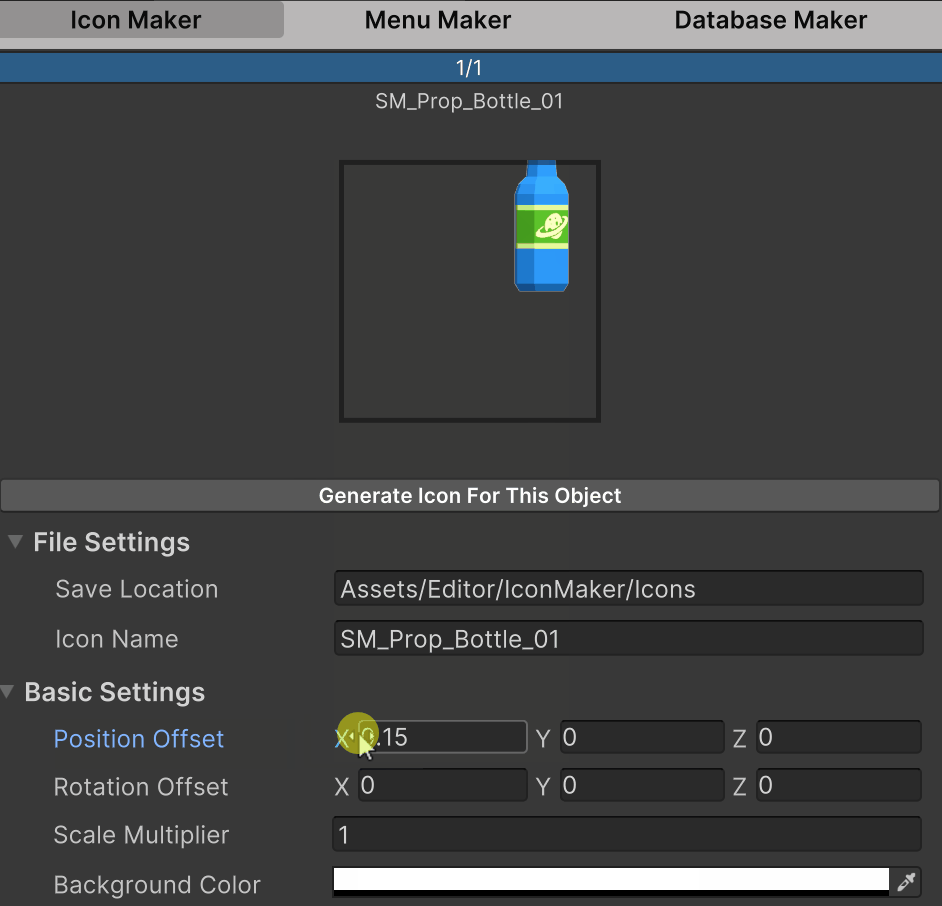 Icon Maker Menu Maker Database Maker
1/1
SM_Prop_Bottle_01
Generate Icon For This Object
File Settings
Save Location Assets/Editor/IconMaker/Icons
Icon Name SM_Prop_Bottle_01
Basic Settings
Position Offset X 0.15 Y 0 Z 0
Rotation Offset X 0 Y 0 Z 0
Scale Multiplier 1
Background Color